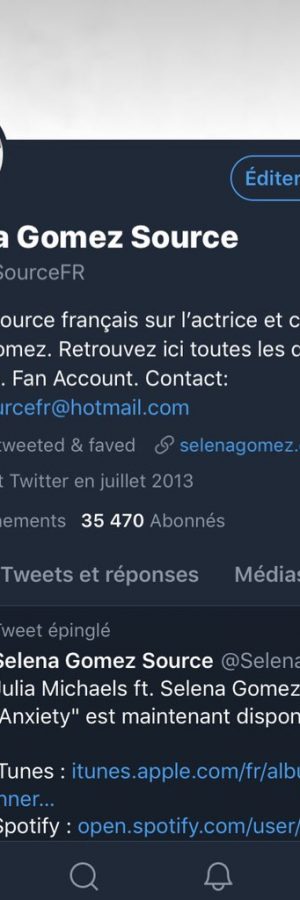 Éditer
a Gomez Source
SourceFR
ource français sur l'actrice et c
omez. Retrouvez ici toutes les d
. Fan Account. Contact:
urcefr@hotmail.com
tweeted & faved selenagomez.
t Twitter en juillet 2013
nements 35 470 Abonnés
Tweets et réponses Médias
Tweet épinglé
Selena Gomez Source @Selena
Julia Michaels ft. Selena Gomez
"Anxiety" est maintenant dispon
iTunes : itunes.apple.com/fr/albu
nner...
Spotify : open.spotify.com/user/